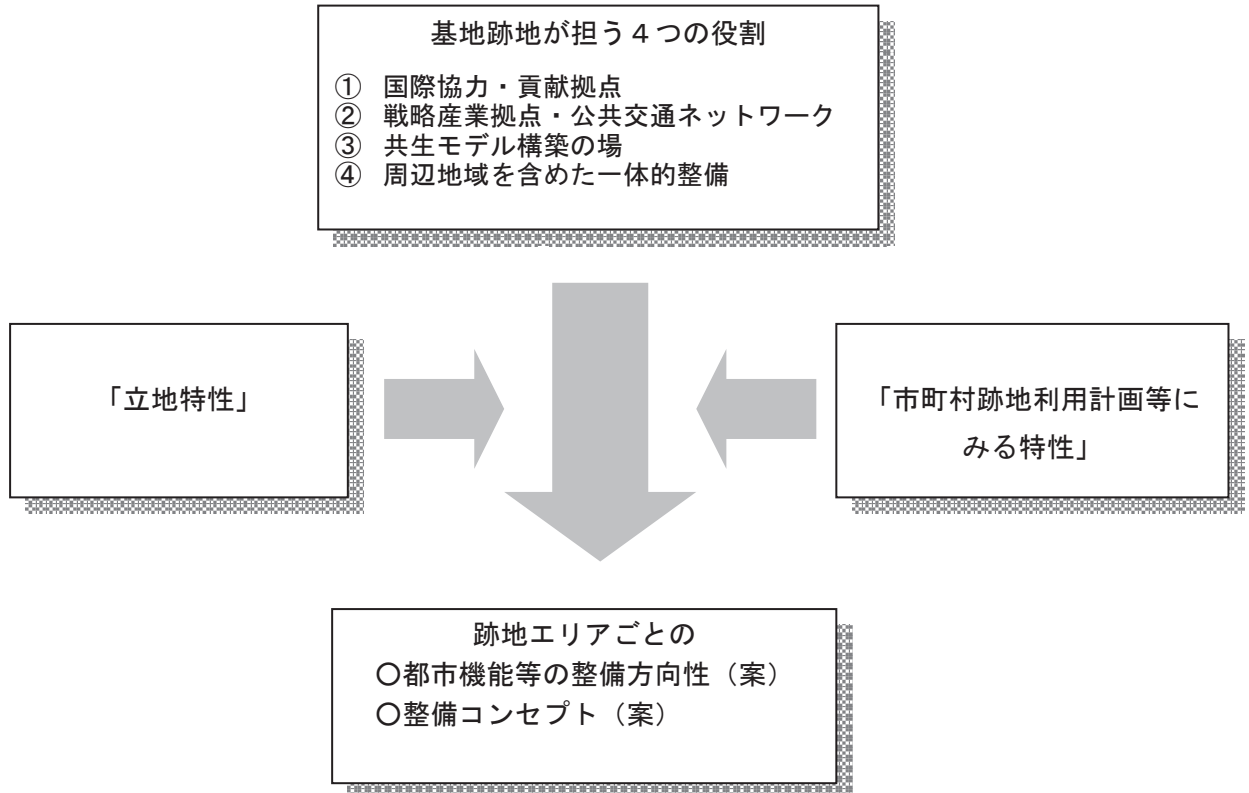 基地跡地が担う４つの役割
① 国際協力・貢献拠点
② 戦略産業拠点・公共交通ネットワーク
③ 共生モデル構築の場
④ 周辺地域を含めた一体的整備
「立地特性」
「市町村跡地利用計画等に
みる特性」
跡地エリアごとの
○都市機能等の整備方向性（案）
○整備コンセプト（案）